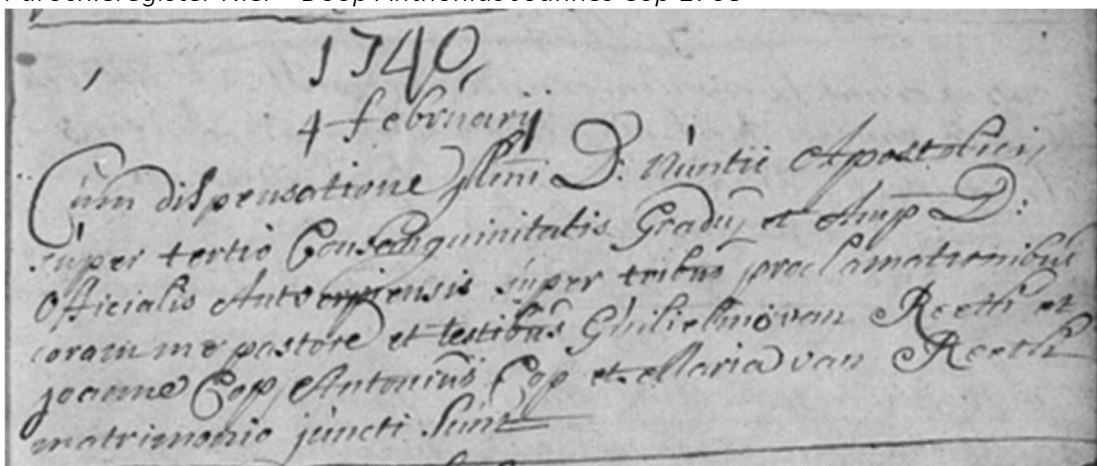 1740,
4 februarij
Cum dispensatione Illmi D: Nuntii Apostolici,
super tertio Consanguinitatis Gradu, et Amp D:
Officialis Antverpiensis super tribus proclamationibus
coram me pastore et testibus Guilielmo van Reeth et
joanne Cop, Antonius Cop et Maria van Reeth
matrimonio juncti sunt